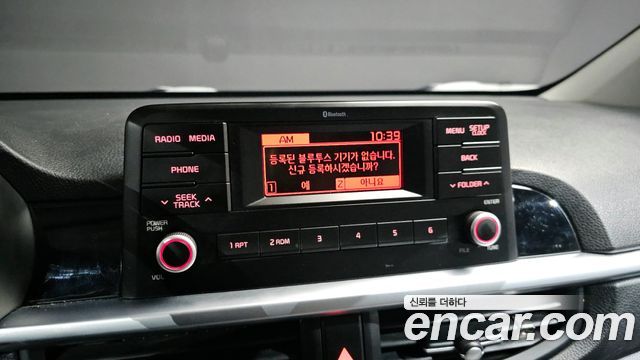 Bluetooth
RADIO MEDIA
PHONE
SEEK
TRACK
POWER
PUSH
VOL
AM 10:39
등록된 블루투스 기기가 없습니다.
신규 등록하시겠습니까?
1 예 2 아니요
MENU SETUP
CLOCK
BACK
FOLDER
ENTER
FILE TUNE
1 RPT 2 RDM 3 4 5 6
신뢰를 더하다
encar.com